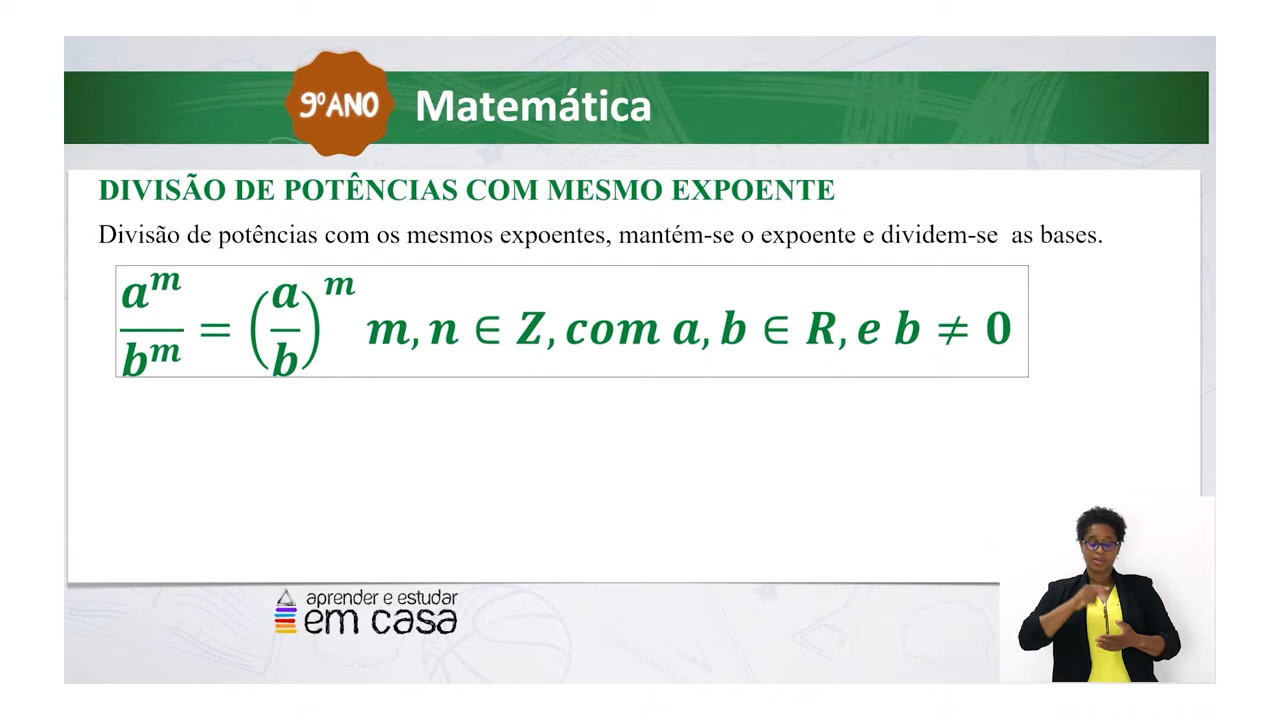 9º ANO Matemática
DIVISÃO DE POTÊNCIAS COM MESMO EXPOENTE
Divisão de potências com os mesmos expoentes, mantém-se o expoente e dividem-se as bases.
a^m/b^m = (a/b)^m m, n ∈ Z, com a, b ∈ R, e b ≠ 0
aprender e estudar
em casa